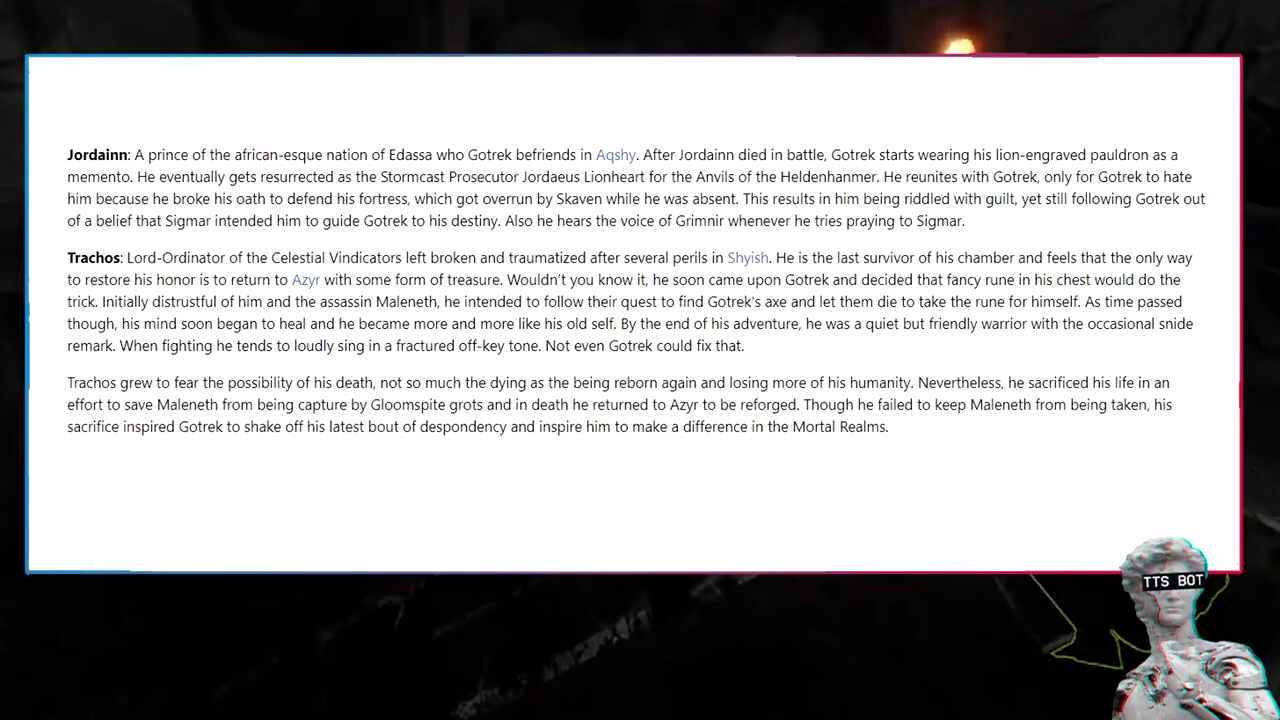 Jordainn: A prince of the african-esque nation of Edassa who Gotrek befriends in Aqshy. After Jordainn died in battle, Gotrek starts wearing his lion-engraved pauldron as a
memento. He eventually gets resurrected as the Stormcast Prosecutor Jordaeus Lionheart for the Anvils of the Heldenhanmer. He reunites with Gotrek, only for Gotrek to hate
him because he broke his oath to defend his fortress, which got overrun by Skaven while he was absent. This results in him being riddled with guilt, yet still following Gotrek out
of a belief that Sigmar intended him to guide Gotrek to his destiny. Also he hears the voice of Grimnir whenever he tries praying to Sigmar.
Trachos: Lord-Ordinator of the Celestial Vindicators left broken and traumatized after several perils in Shyish. He is the last survivor of his chamber and feels that the only way
to restore his honor is to return to Azyr with some form of treasure. Wouldn't you know it, he soon came upon Gotrek and decided that fancy rune in his chest would do the
trick. Initially distrustful of him and the assassin Maleneth, he intended to follow their quest to find Gotrek's axe and let them die to take the rune for himself. As time passed
though, his mind soon began to heal and he became more and more like his old self. By the end of his adventure, he was a quiet but friendly warrior with the occasional snide
remark. When fighting he tends to loudly sing in a fractured off-key tone. Not even Gotrek could fix that.
Trachos grew to fear the possibility of his death, not so much the dying as the being reborn again and losing more of his humanity. Nevertheless, he sacrificed his life in an
effort to save Maleneth from being capture by Gloomspite grots and in death he returned to Azyr to be reforged. Though he failed to keep Maleneth from being taken, his
sacrifice inspired Gotrek to shake off his latest bout of despondency and inspire him to make a difference in the Mortal Realms.
TTS BOT